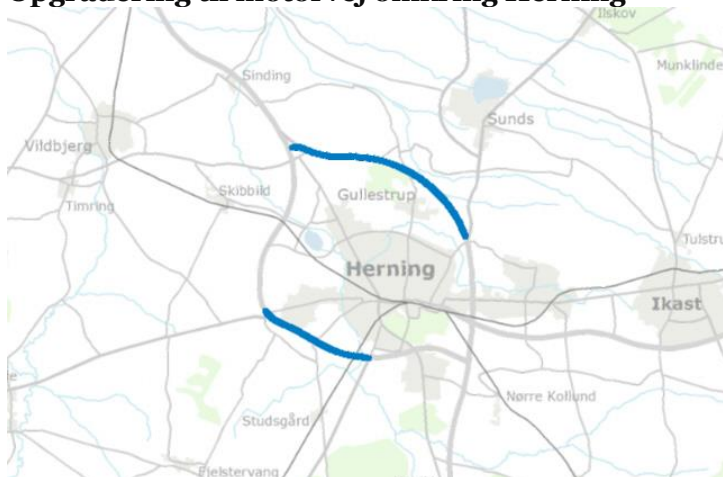 Opgradering af motorvej omkring Herning
Ilskov
Munklinde
Sinding
Sunds
Vildbjerg
Skibbild
Gullestrup
Timring
Tulstru
Herning
Ikast
Nørre Kollund
Studsgård
Fjelstervang